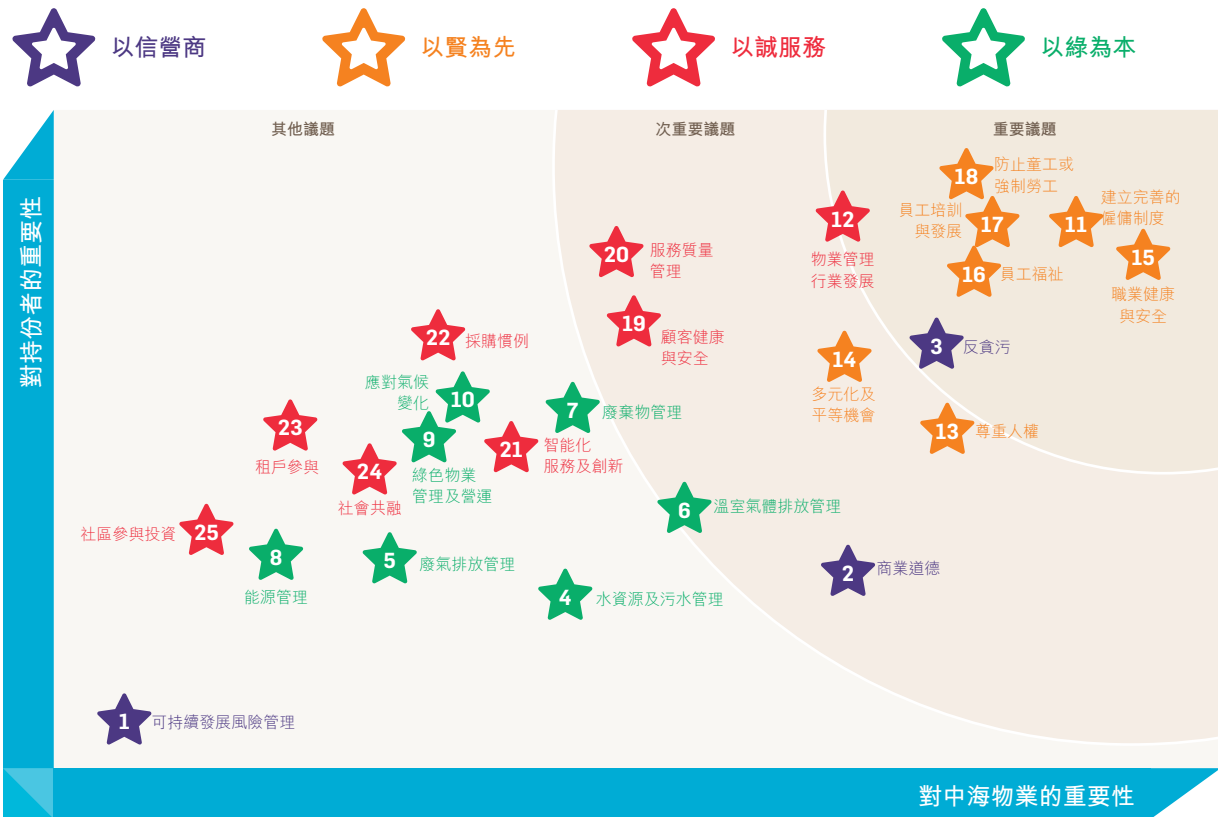 以信營商
以賢為先
以誠服務
以綠為本
其他議題
次重要議題
重要議題
對持份者的重要性
18
防止童工或
強制勞工
員工培訓
與發展
17
11
建立完善的
僱傭制度
12
物業管理
行業發展
16
員工福祉
15
職業健康
與安全
20
服務質量
管理
19
顧客健康
與安全
22
採購慣例
3
反貪污
14
多元化及
平等機會
應對氣候
變化
10
7
廢棄物管理
23
租戶參與
9
綠色物業
管理及營運
21
智能化
服務及創新
13
尊重人權
24
社會共融
6
溫室氣體排放管理
社區參與投資
25
8
能源管理
5
廢氣排放管理
4
水資源及污水管理
2
商業道德
1
可持續發展風險管理
對中海物業的重要性